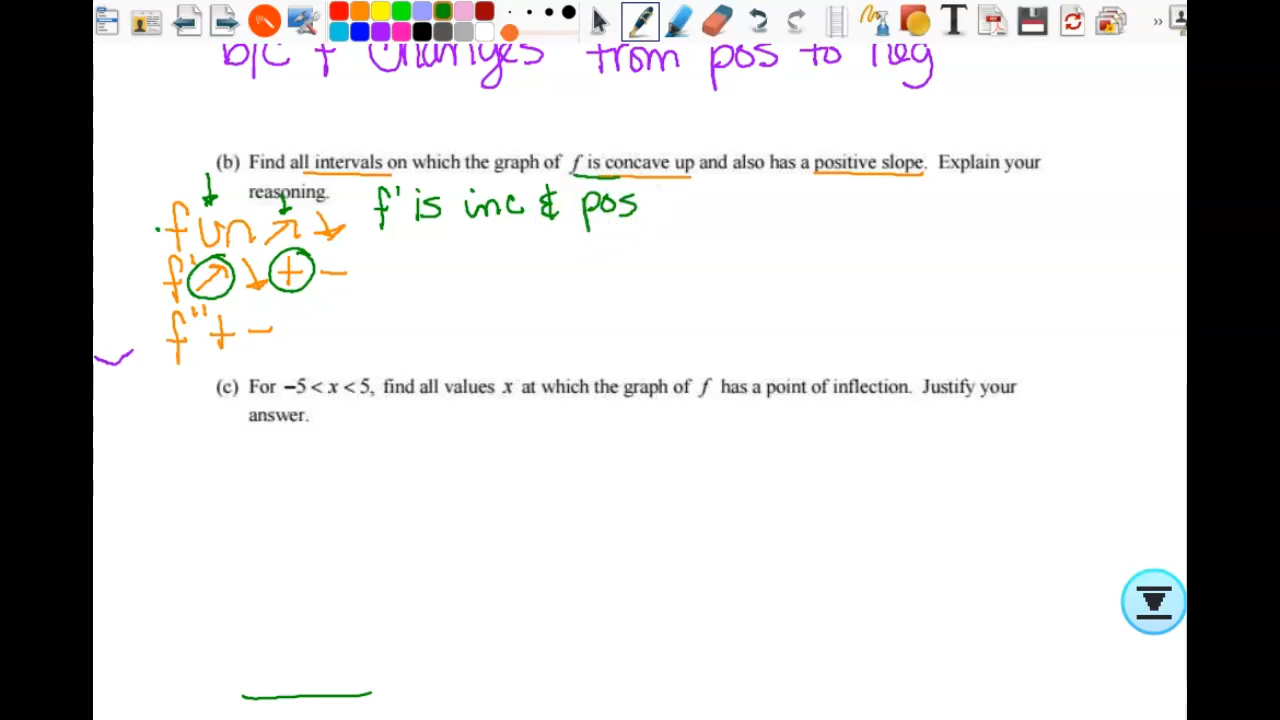 b/c f changes from pos to neg
(b) Find all intervals on which the graph of f is concave up and also has a positive slope. Explain your
reasoning.
f' is inc & pos
f ∪ ∩ ↗ ↘
f' ↗ ↘ + −
f" + −
(c) For −5 < x < 5, find all values x at which the graph of f has a point of inflection. Justify your
answer.
T